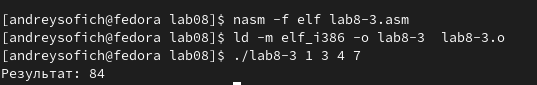 [andreysofich@fedora lab08]$ nasm -f elf lab8-3.asm
[andreysofich@fedora lab08]$ ld -m elf_i386 -o lab8-3  lab8-3.o
[andreysofich@fedora lab08]$ ./lab8-3 1 3 4 7
Результат: 84